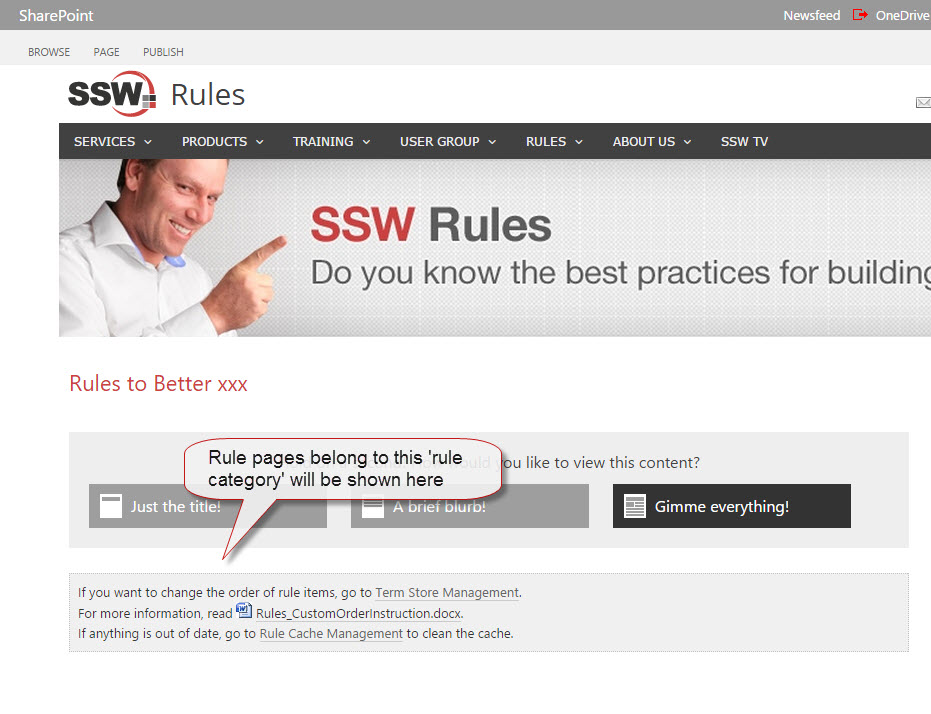 SharePoint
Newsfeed
OneDrive
BROWSE PAGE PUBLISH
SSW Rules
SERVICES PRODUCTS TRAINING USER GROUP RULES ABOUT US SSW TV
SSW Rules
Do you know the best practices for building
Rules to Better xxx
you like to view this content?
Rule pages belong to this 'rule
category' will be shown here
Just the title!
A brief blurb!
Gimme everything!
If you want to change the order of rule items, go to Term Store Management.
For more information, read Rules_CustomOrderInstruction.docx.
If anything is out of date, go to Rule Cache Management to clean the cache.